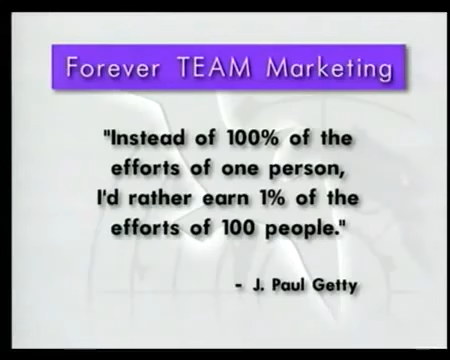 Forever TEAM Marketing
"Instead of 100% of the
efforts of one person,
I'd rather earn 1% of the
efforts of 100 people."
- J. Paul Getty